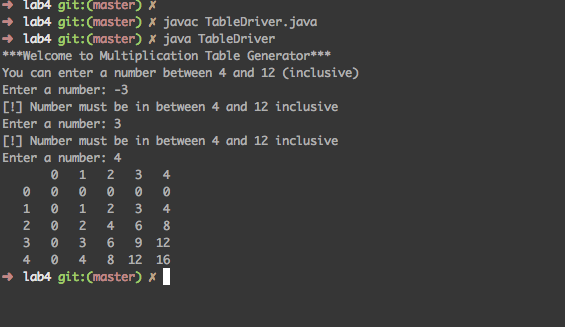 ➜ lab4 git:(master) ✗
➜ lab4 git:(master) ✗ javac TableDriver.java
➜ lab4 git:(master) ✗ java TableDriver
***Welcome to Multiplication Table Generator***
You can enter a number between 4 and 12 (inclusive)
Enter a number: -3
[!] Number must be in between 4 and 12 inclusive
Enter a number: 3
[!] Number must be in between 4 and 12 inclusive
Enter a number: 4
       0   1   2   3   4
   0   0   0   0   0   0
   1   0   1   2   3   4
   2   0   2   4   6   8
   3   0   3   6   9  12
   4   0   4   8  12  16
➜ lab4 git:(master) ✗